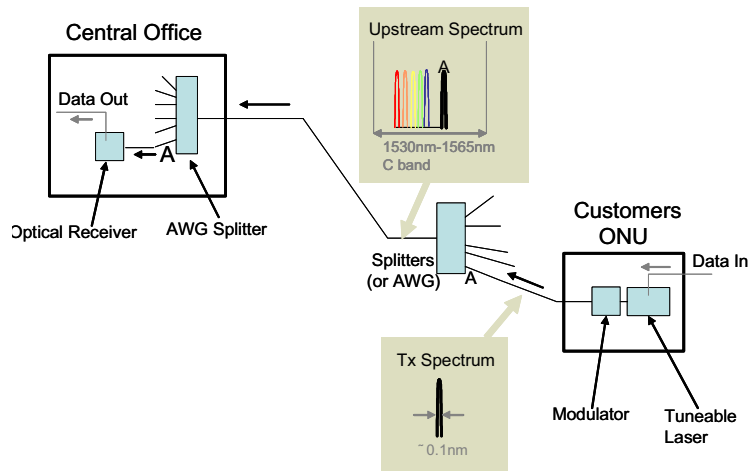 Central Office
Data Out
A
Optical Receiver
AWG Splitter
Upstream Spectrum
A
1530nm-1565nm
C band
Splitters
(or AWG)
A
Customers
ONU
Data In
Modulator
Tuneable
Laser
Tx Spectrum
~0.1nm